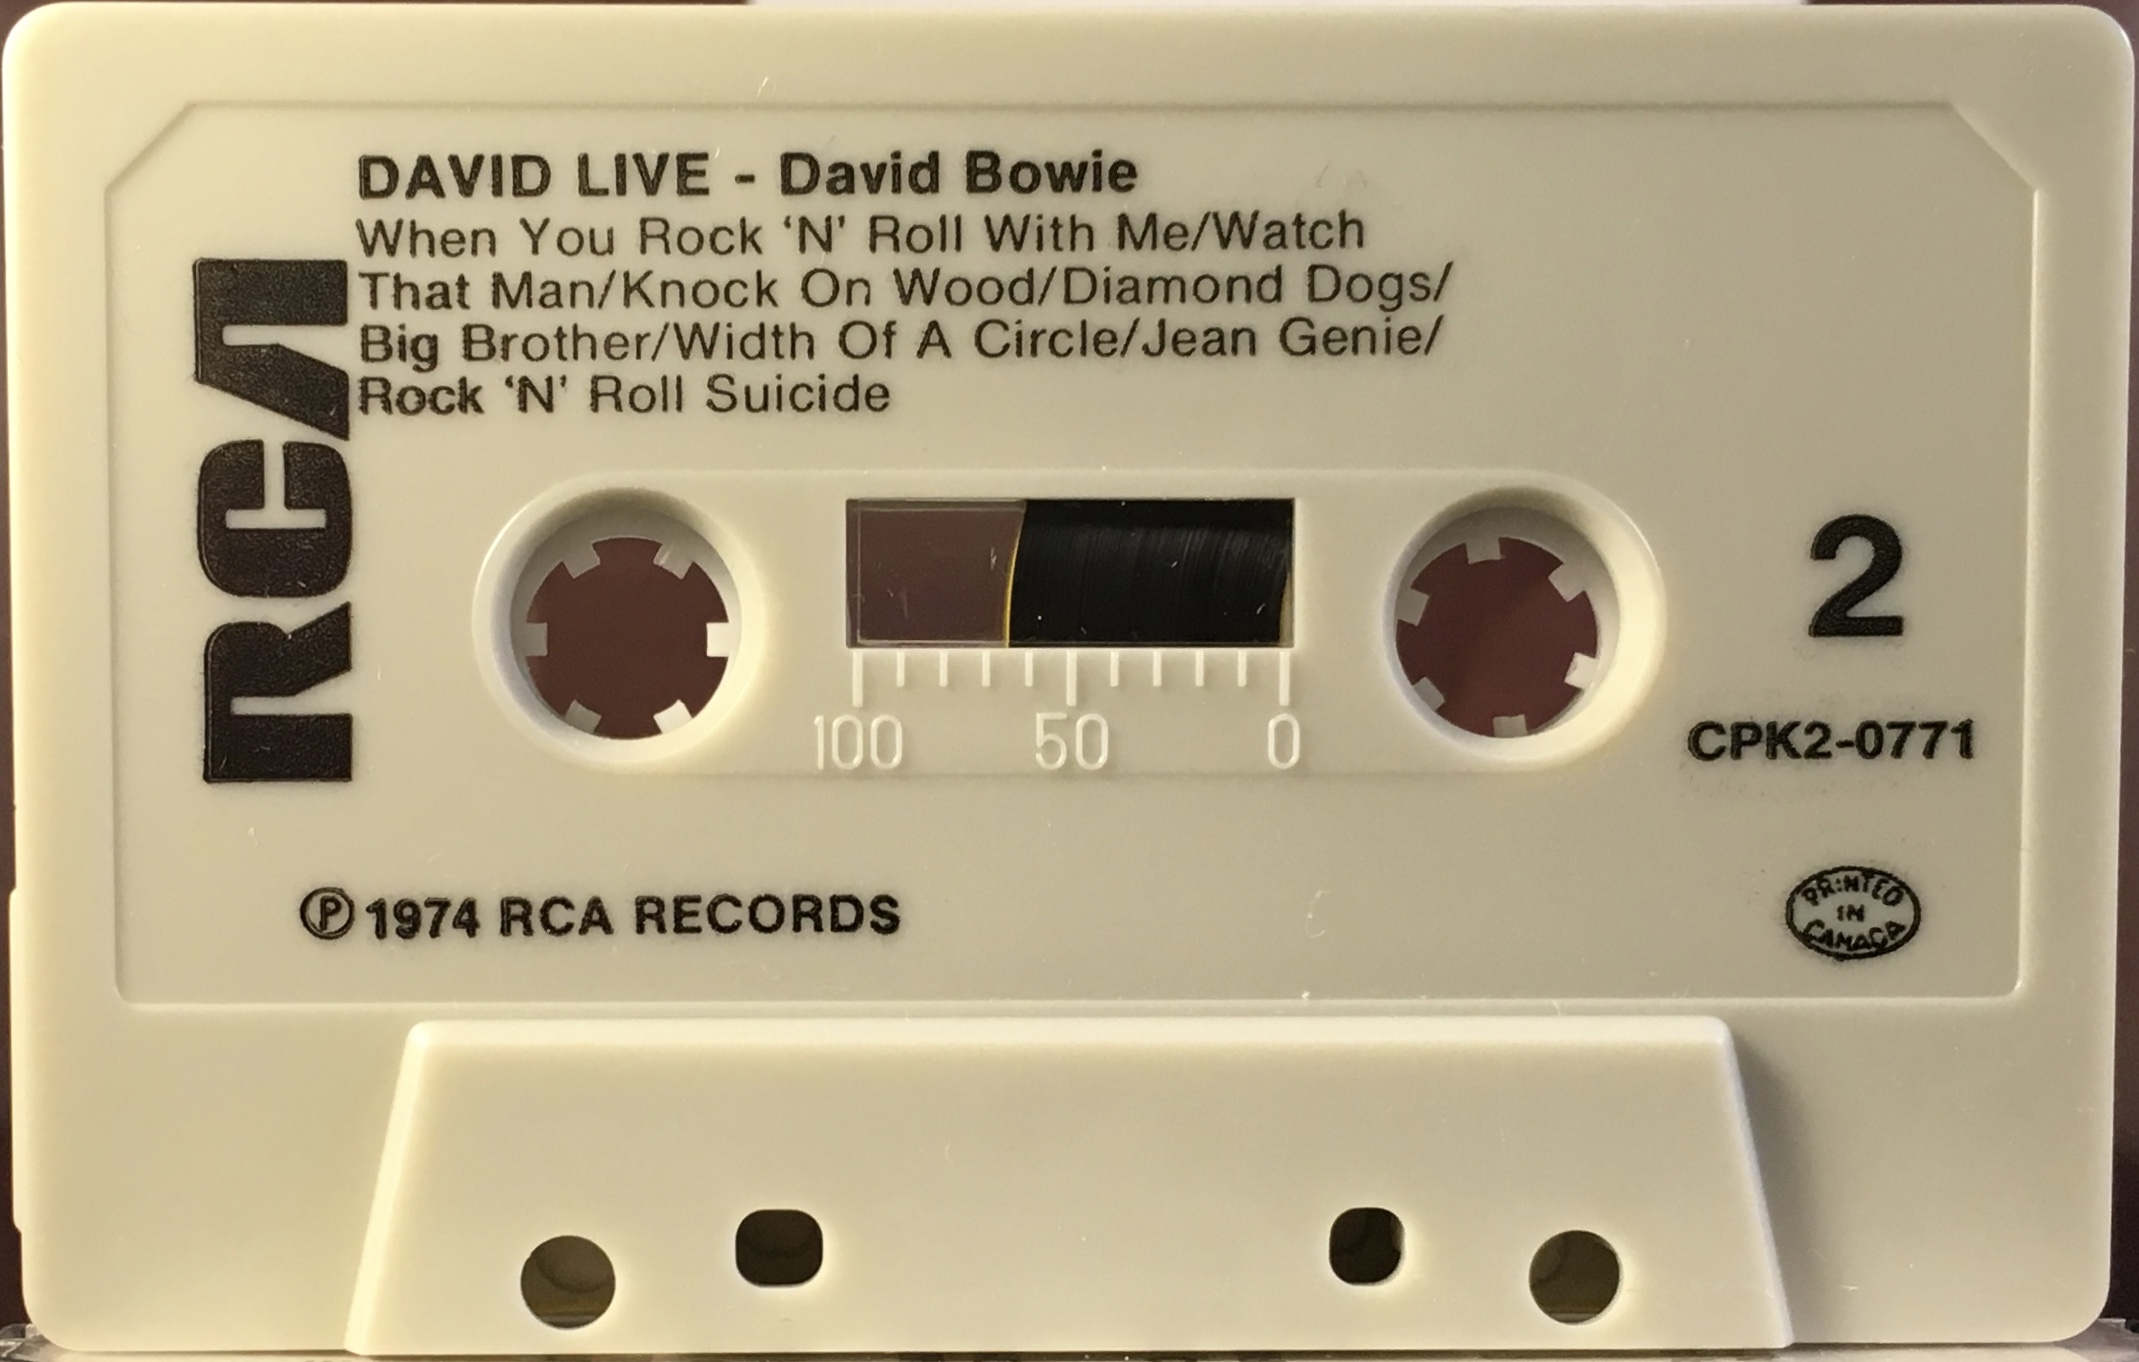 DAVID LIVE - David Bowie
When You Rock ‘N’ Roll With Me/Watch
That Man/Knock On Wood/Diamond Dogs/
Big Brother/Width Of A Circle/Jean Genie/
Rock ‘N’ Roll Suicide
RCA
2
100 50 0
CPK2-0771
Ⓟ1974 RCA RECORDS
PRINTED
IN
CANADA